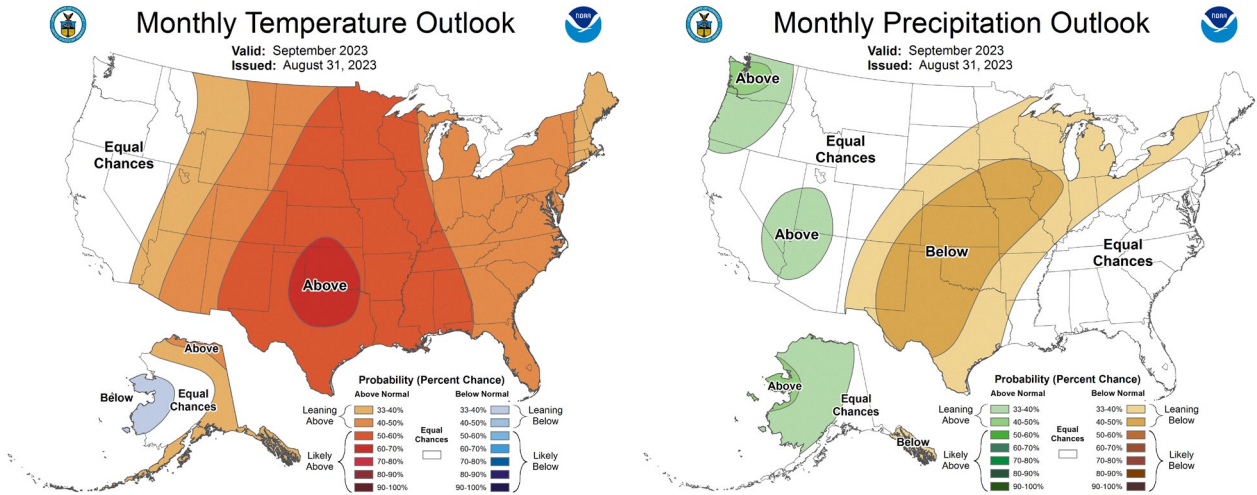 Monthly Temperature Outlook
NOAA
Valid: September 2023
Issued: August 31, 2023
Equal
Chances
Above
Above
Below
Equal
Chances
Probability (Percent Chance)
Above Normal
Below Normal
Leaning
Above
33-40%
40-50%
Likely
Above
50-60%
60-70%
70-80%
80-90%
90-100%
Equal
Chances
33-40%
40-50%
Leaning
Below
50-60%
60-70%
70-80%
80-90%
90-100%
Likely
Below
Monthly Precipitation Outlook
NOAA
Valid: September 2023
Issued: August 31, 2023
Above
Equal
Chances
Above
Below
Equal
Chances
Above
Equal
Chances
Below
Probability (Percent Chance)
Above Normal
Below Normal
Leaning
Above
33-40%
40-50%
Likely
Above
50-60%
60-70%
70-80%
80-90%
90-100%
Equal
Chances
33-40%
40-50%
Leaning
Below
50-60%
60-70%
70-80%
80-90%
90-100%
Likely
Below